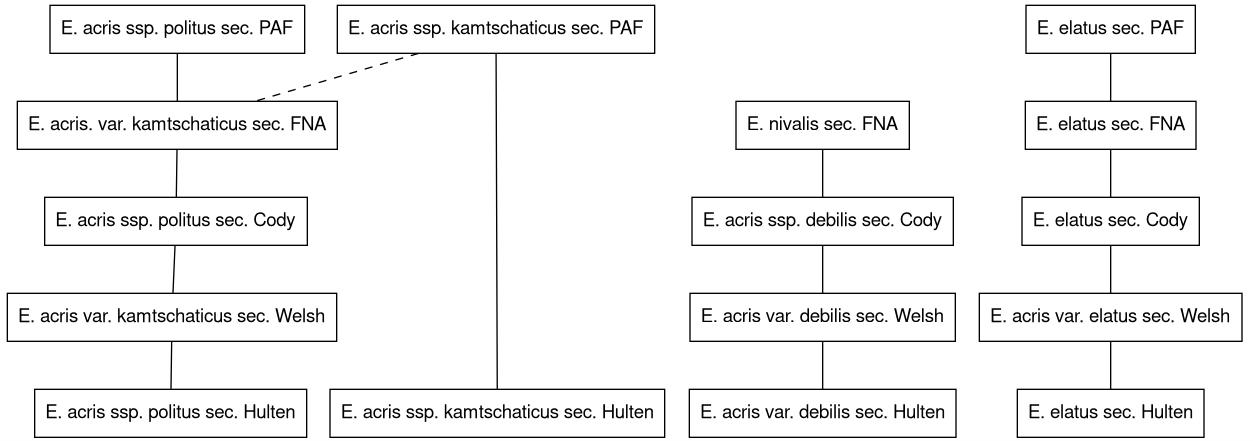 E. acris ssp. politus sec. PAF
E. acris ssp. kamtschaticus sec. PAF
E. elatus sec. PAF
E. acris. var. kamtschaticus sec. FNA
E. nivalis sec. FNA
E. elatus sec. FNA
E. acris ssp. politus sec. Cody
E. acris ssp. debilis sec. Cody
E. elatus sec. Cody
E. acris var. kamtschaticus sec. Welsh
E. acris var. debilis sec. Welsh
E. acris var. elatus sec. Welsh
E. acris ssp. politus sec. Hulten
E. acris ssp. kamtschaticus sec. Hulten
E. acris var. debilis sec. Hulten
E. elatus sec. Hulten